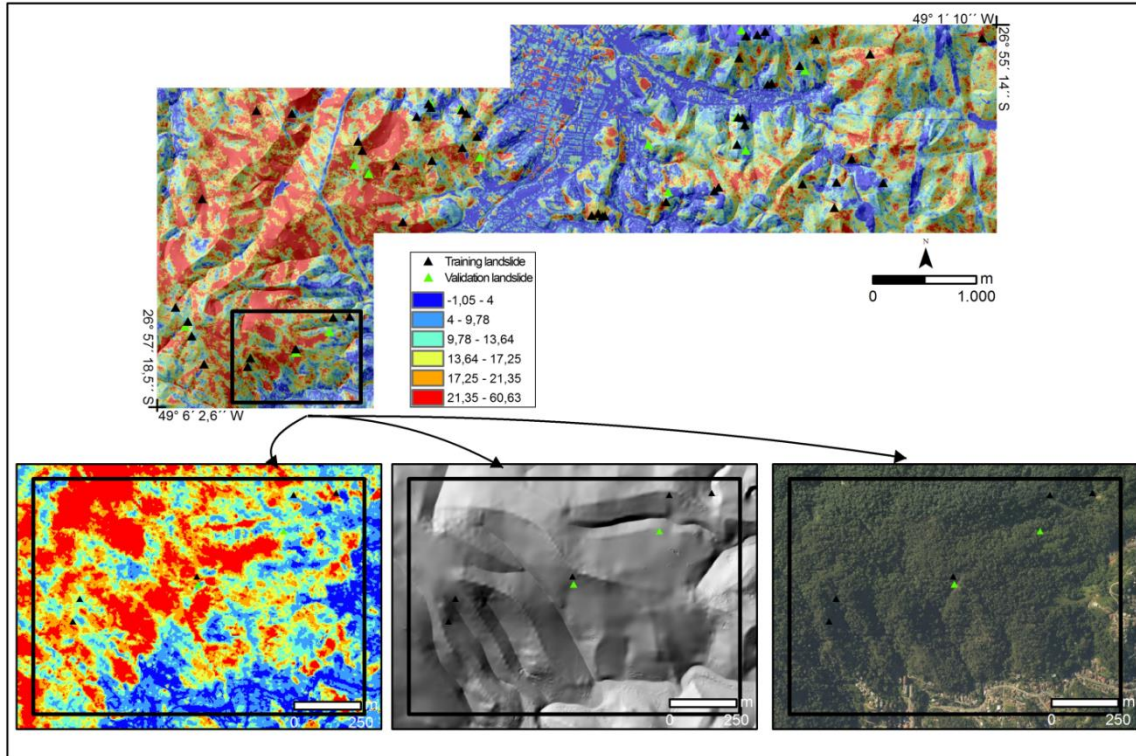 49° 1´ 10´´ W
26° 55´ 14´´ S
N
m
0 1.000
Training landslide
Validation landslide
-1,05 - 4
4 - 9,78
9,78 - 13,64
13,64 - 17,25
17,25 - 21,35
21,35 - 60,63
26° 57´ 18,5´´ S
49° 6´ 2,6´´ W
m
0 250
m
0 250
m
0 250